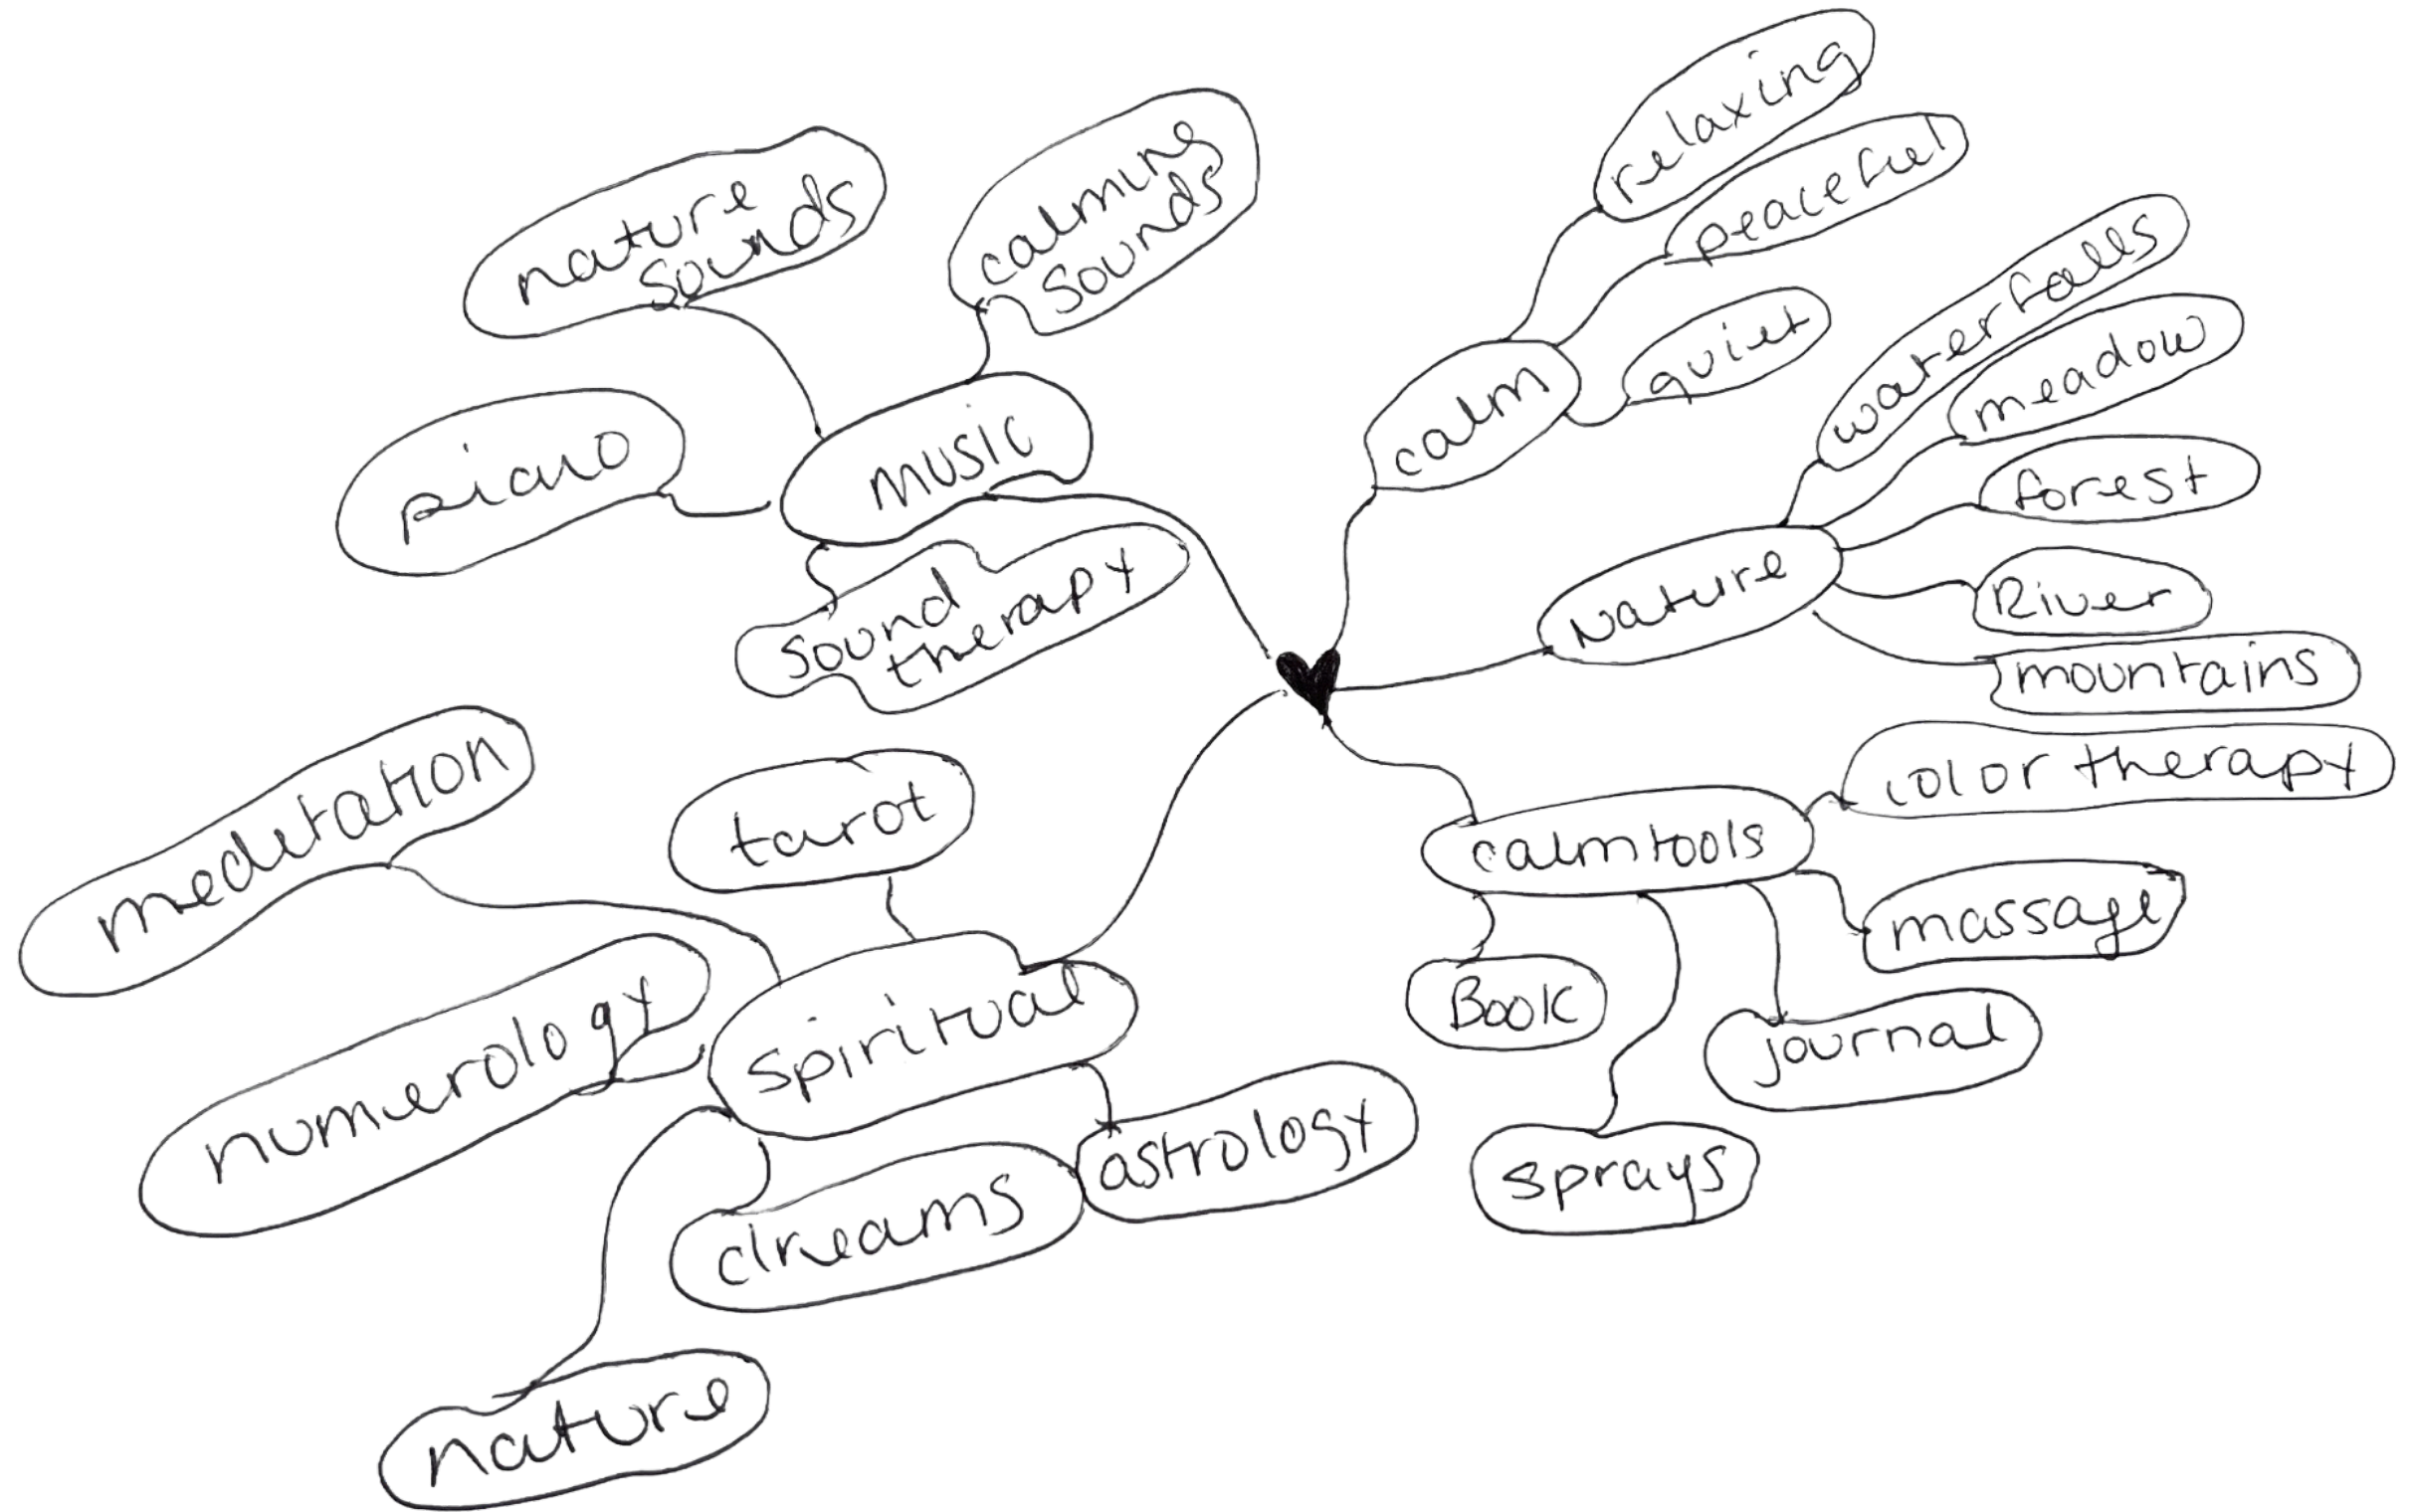 relaxing
peaceful
quiet
calm
waterfalls
meadow
forest
River
mountains
Nature
color therapy
calmtools
massage
Book
journal
sprays
calming
sounds
nature
sounds
piano
music
sound
therapy
meditation
tarot
numerology
spiritual
astrology
dreams
nature